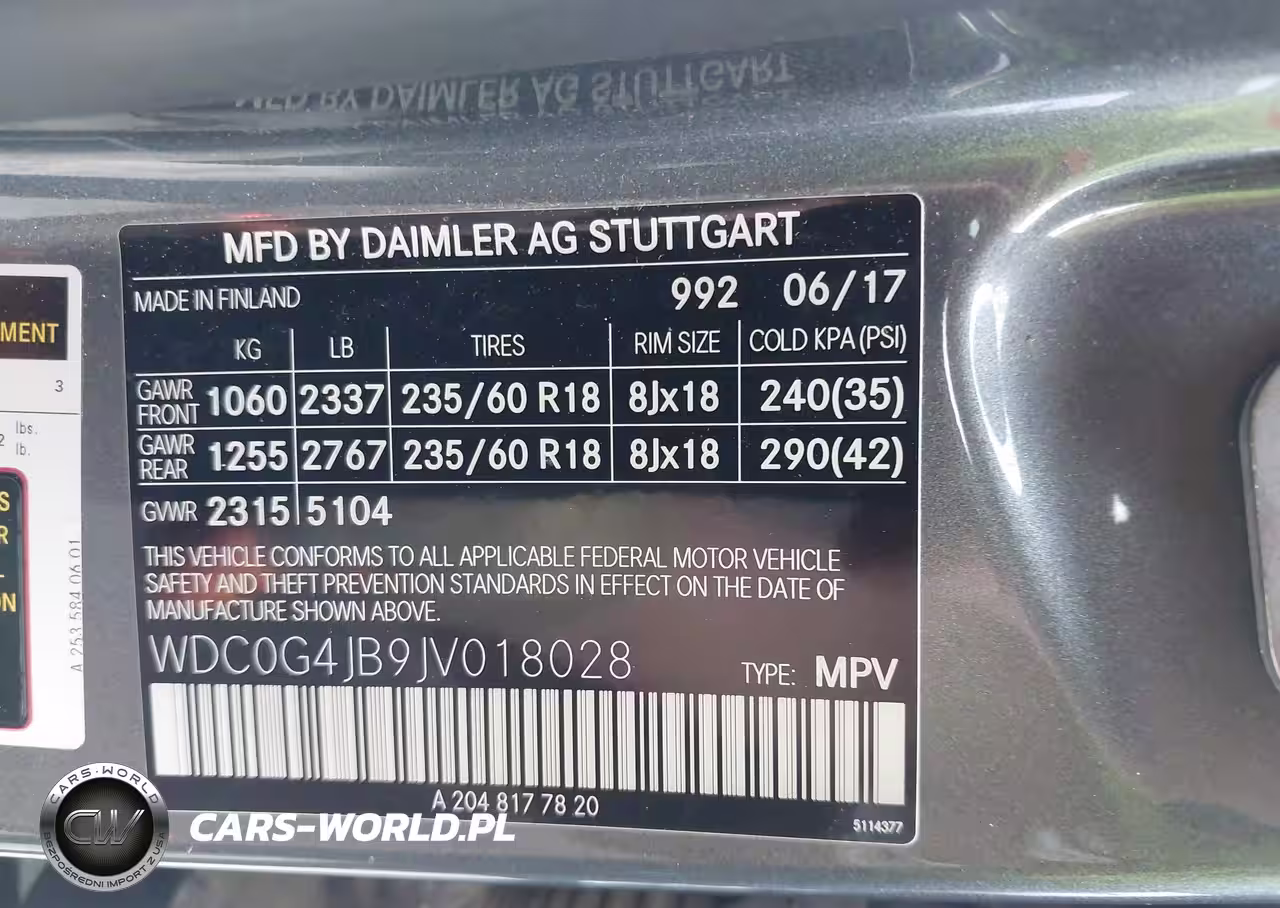 MFD BY DAIMLER AG STUTTGART
MFD BY DAIMLER AG STUTTGART
MADE IN FINLAND 992 06/17
KG LB TIRES RIM SIZE COLD KPA (PSI)
GAWR FRONT 1060 2337 235/60 R18 8Jx18 240(35)
GAWR REAR 1255 2767 235/60 R18 8Jx18 290(42)
GVWR 2315 5104
THIS VEHICLE CONFORMS TO ALL APPLICABLE FEDERAL MOTOR VEHICLE
SAFETY AND THEFT PREVENTION STANDARDS IN EFFECT ON THE DATE OF
MANUFACTURE SHOWN ABOVE.
WDC0G4JB9JV018028 TYPE: MPV
A 204 817 78 20
5114377
MENT
3
lbs.
lb.
A 253 584 06 01
CARS-WORLD
CW
BEZPOŚREDNI IMPORT Z USA
CARS-WORLD.PL